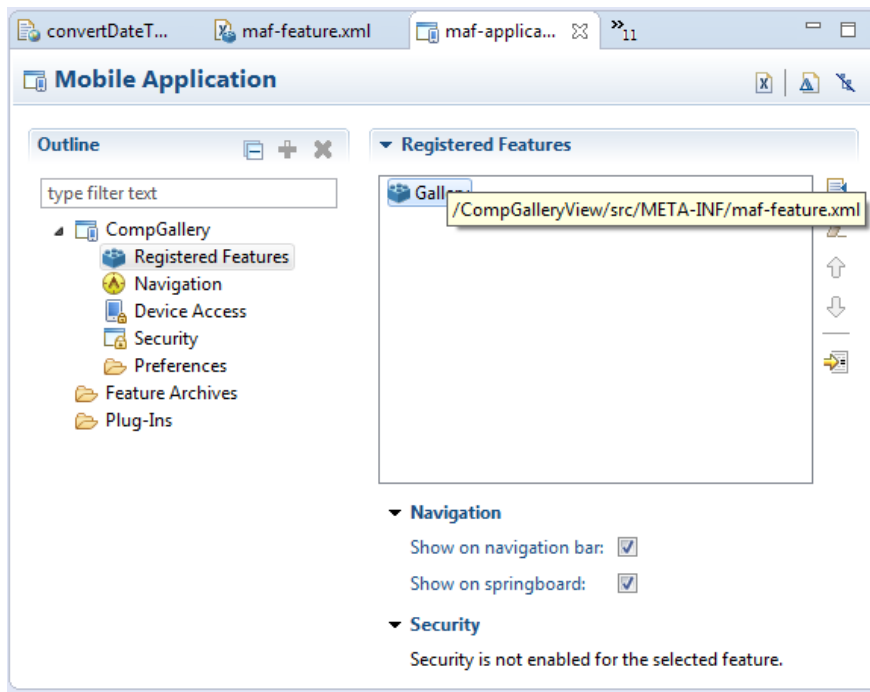 convertDateT... maf-feature.xml maf-applica... »11
Mobile Application
Outline
type filter text
CompGallery
Registered Features
Navigation
Device Access
Security
Preferences
Feature Archives
Plug-Ins
Registered Features
Gallery
/CompGalleryView/src/META-INF/maf-feature.xml
Navigation
Show on navigation bar:
Show on springboard:
Security
Security is not enabled for the selected feature.